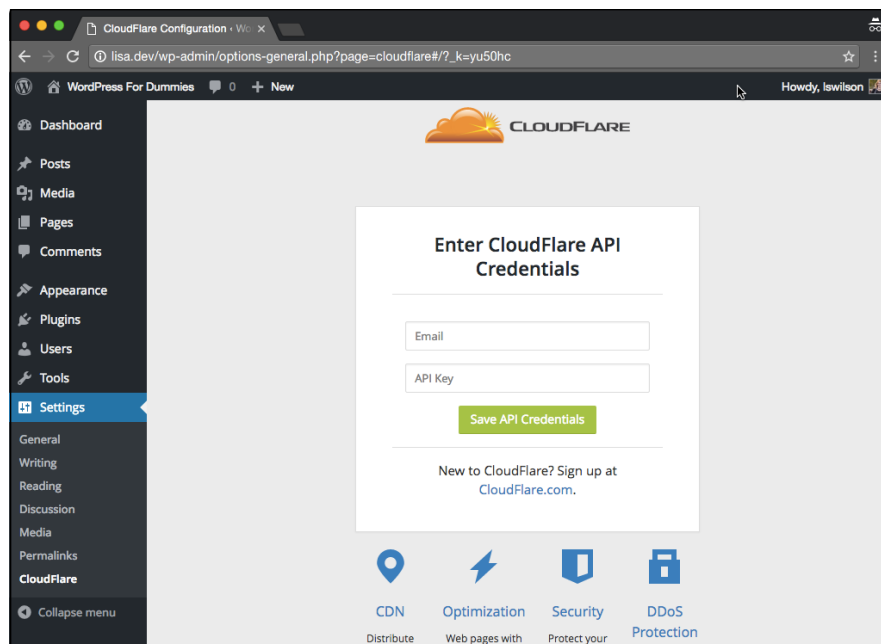 CloudFlare Configuration ‹ Wo
lisa.dev/wp-admin/options-general.php?page=cloudflare#/?_k=yu50hc
WordPress For Dummies 0 + New Howdy, lswilson
Dashboard
Posts
Media
Pages
Comments
Appearance
Plugins
Users
Tools
Settings
General
Writing
Reading
Discussion
Media
Permalinks
CloudFlare
Collapse menu
CLOUDFLARE
Enter CloudFlare API
Credentials
Email
API Key
Save API Credentials
New to CloudFlare? Sign up at
CloudFlare.com.
CDN Optimization Security DDoS
Protection
Distribute Web pages with Protect your